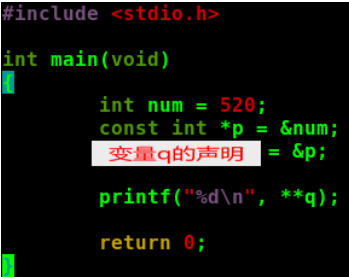 #include <stdio.h>
int main(void)
{
int num = 520;
const int *p = &num;
变量q的声明 = &p;
printf("%d\n", **q);
return 0;
}